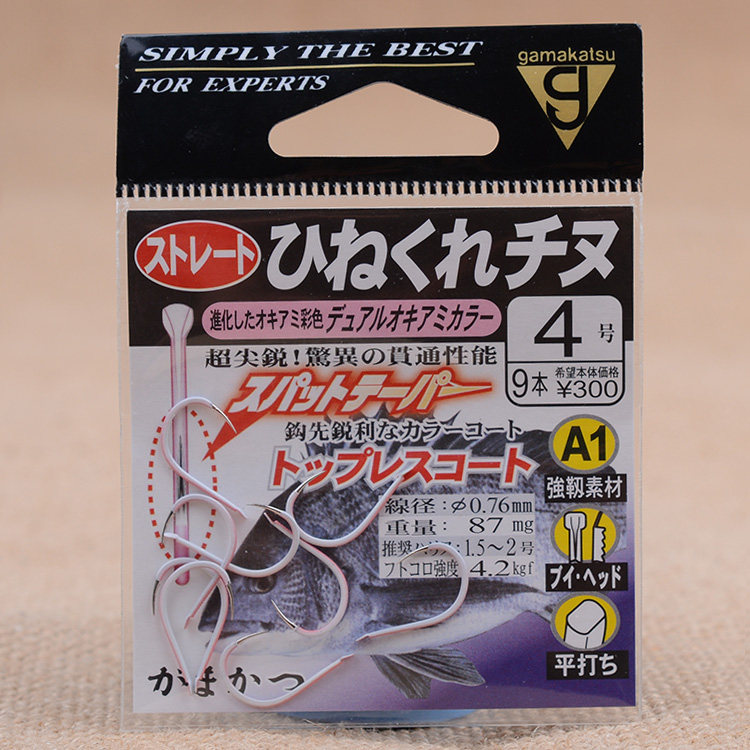 SIMPLY THE BEST
FOR EXPERTS
gamakatsu
ストレート
ひねくれチヌ
進化したオキアミ彩色 デュアルオキアミカラー
4号
9本 希望本体価格 ¥300
超尖鋭!驚異の貫通性能
スパットテーパー
鈎先鋭利なカラーコート
トップレスコート
A1
強靭素材
線径:φ0.76mm
重量:87mg
推奨ハリス:1.5～2号
フトコロ強度 4.2kgf
ブイ・ヘッド
平打ち
がまかつ